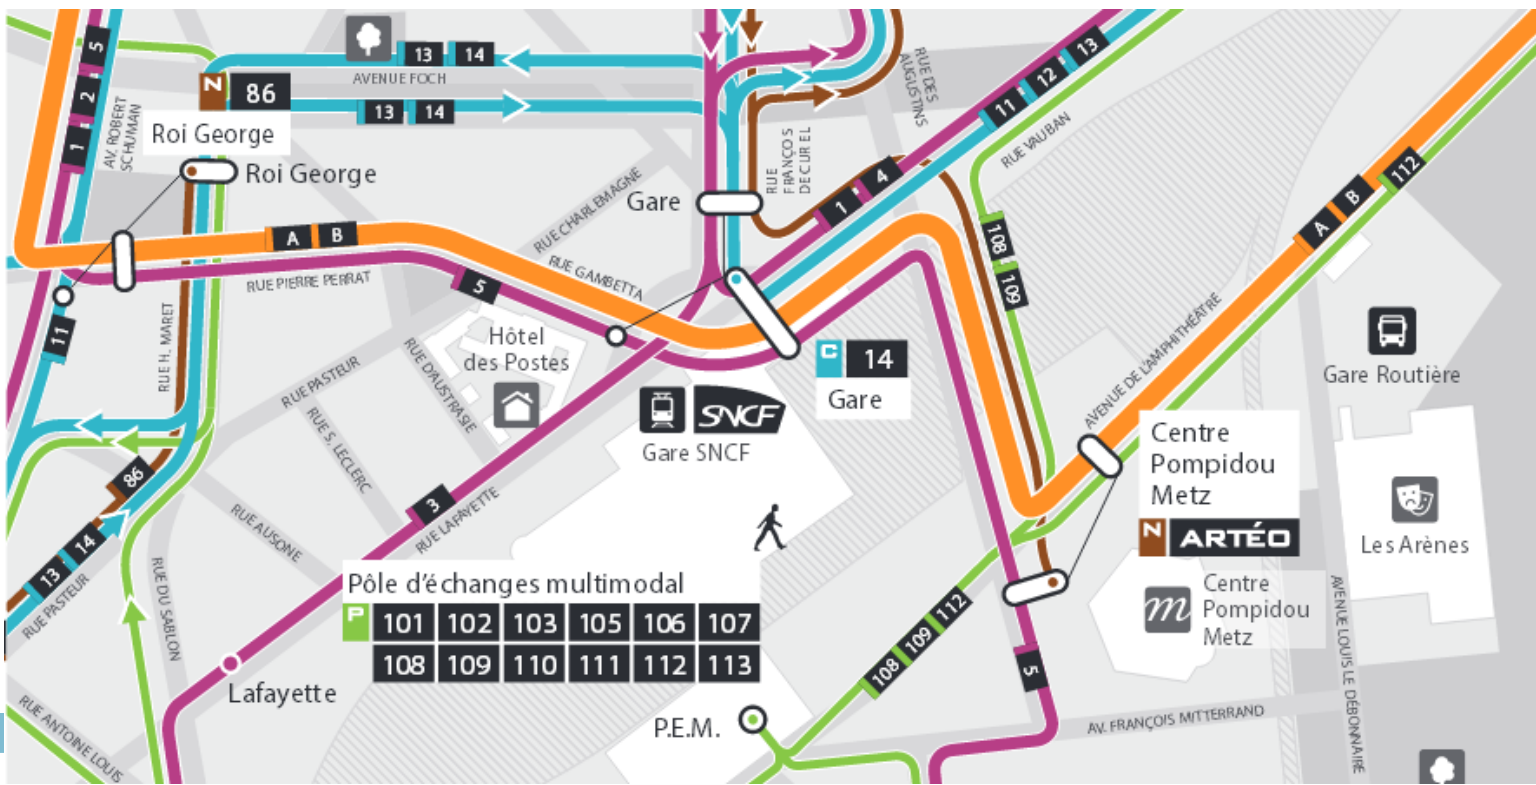 5
2
1
AV. ROBERT
SCHUMAN
13 14
AVENUE FOCH
N 86
Roi George
13 14
Roi George
RUE DES
AUGUSTINS
11 12 13
RUE VAUBAN
112
RUE
FRANÇOIS
DE CUREL
Gare
1 4
RUE CHARLEMAGNE
A B
A B
108
109
RUE PIERRE PERRAT
RUE GAMBETTA
5
11
RUE H. MARET
Hôtel
des Postes
RUE PASTEUR
RUE D'AUSTRASIE
RUE S. LECLERC
C 14
Gare
SNCF
Gare SNCF
AVENUE DE L'AMPHITHÉÂTRE
Gare Routière
Centre
Pompidou
Metz
N ARTÉO
Les Arènes
86
3
RUE LAFAYETTE
RUE AUSONE
13 14
RUE PASTEUR
RUE DU SABLON
Pôle d'échanges multimodal
P 101 102 103 105 106 107
108 109 110 111 112 113
m
Centre
Pompidou
Metz
108 109 112
5
Lafayette
P.E.M.
RUE ANTOINE LOUIS
AV. FRANÇOIS MITTERRAND
AVENUE LOUIS LE DÉBONNAIRE